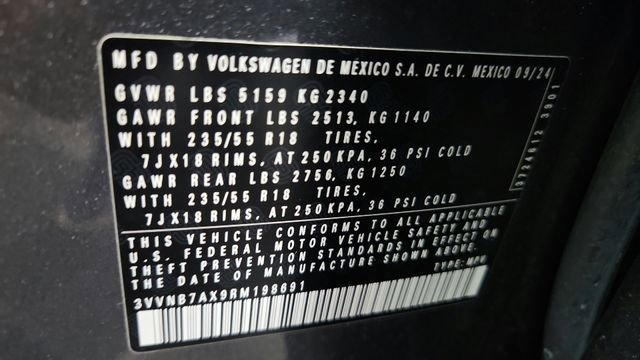 MFD BY VOLKSWAGEN DE MÉXICO S.A. DE C.V. MEXICO 09/24
GVWR LBS 5159 KG 2340
GAWR FRONT LBS 2513, KG 1140
WITH 235/55 R18 TIRES,
7JX18 RIMS, AT 250 KPA, 36 PSI COLD
GAWR REAR LBS 2756, KG 1250
WITH 235/55 R18 TIRES,
7JX18 RIMS, AT 250 KPA, 36 PSI COLD
THIS VEHICLE CONFORMS TO ALL APPLICABLE
U.S. FEDERAL MOTOR VEHICLE SAFETY AND
THEFT PREVENTION STANDARDS IN EFFECT ON
THE DATE OF MANUFACTURE SHOWN ABOVE.
3VVNB7AX9RM198691 TYPE: MPV
3901